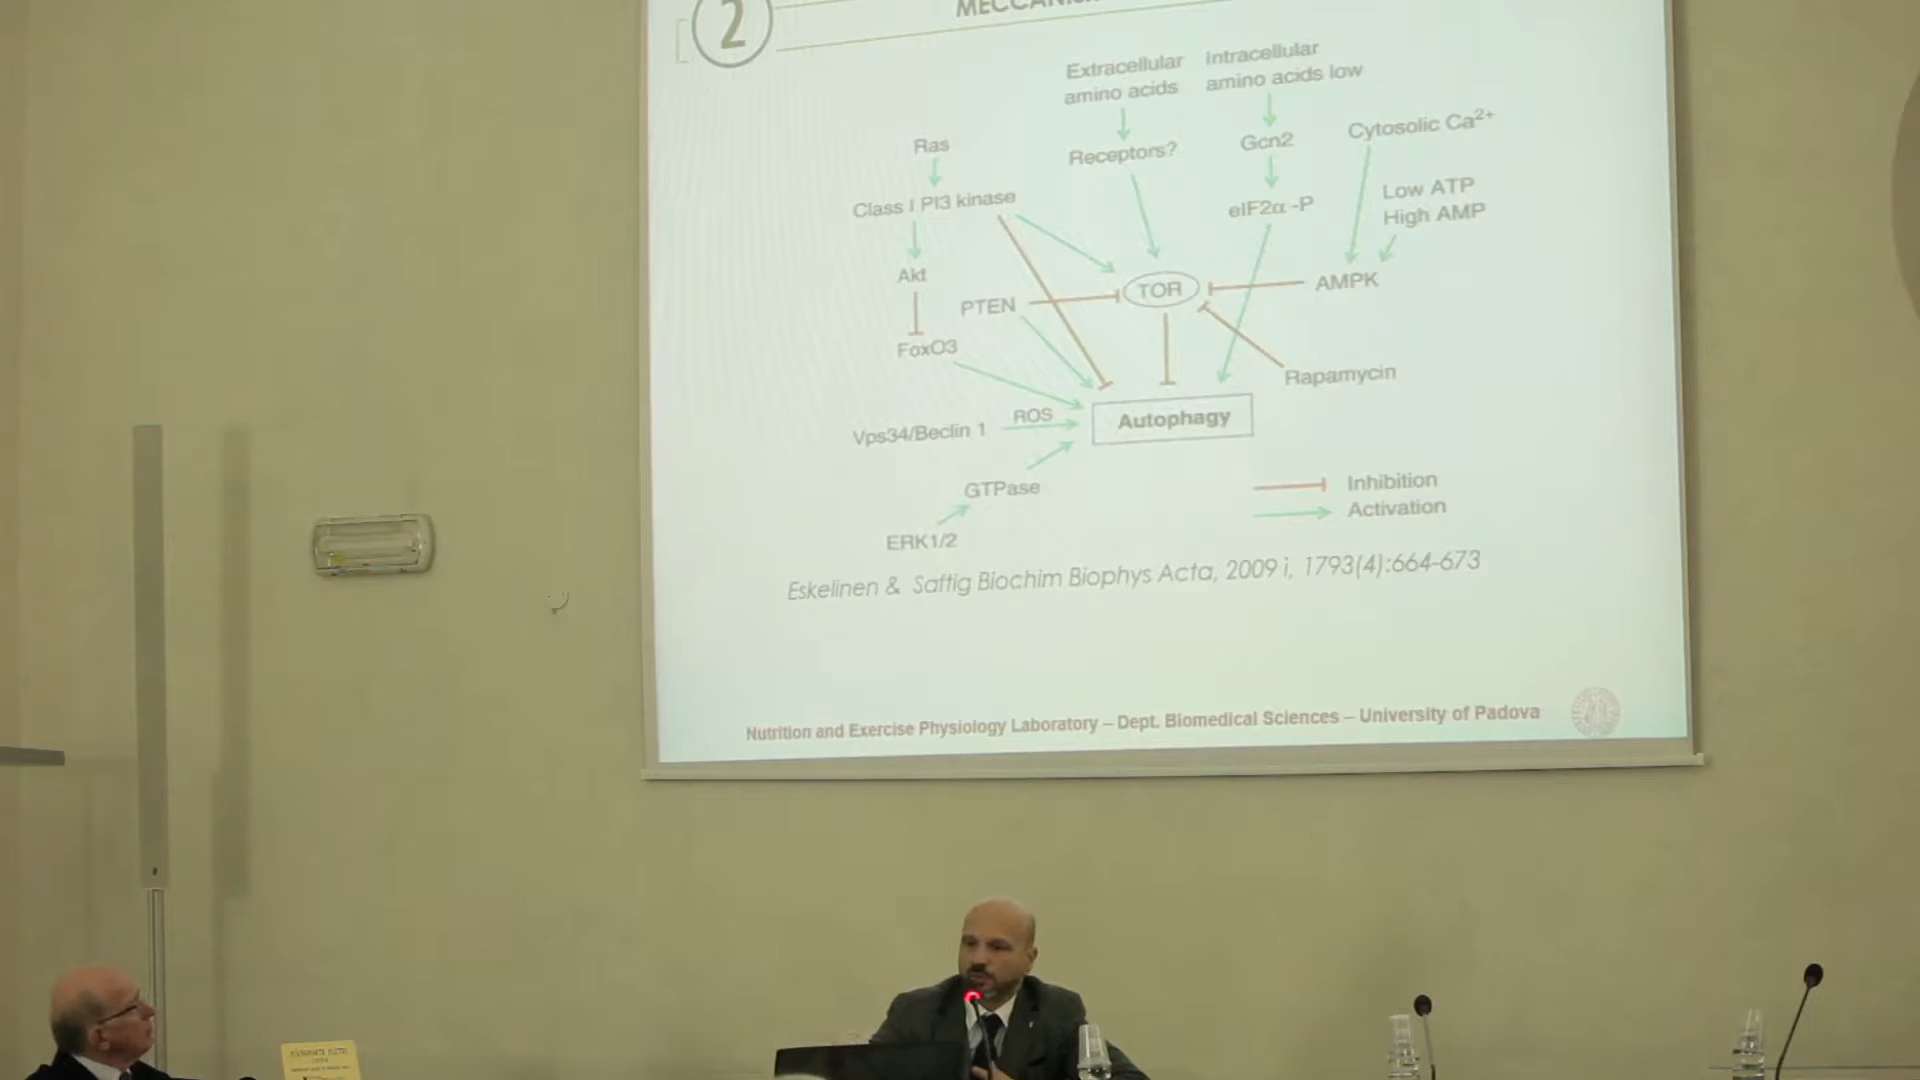 2
Extracellular
amino acids
Intracellular
amino acids low
Cytosolic Ca2+
Ras
Receptors?
Gcn2
Low ATP
High AMP
Class I PI3 kinase
eIF2α -P
Akt
PTEN
TOR
AMPK
FoxO3
Rapamycin
ROS
Vps34/Beclin 1
Autophagy
GTPase
Inhibition
Activation
ERK1/2
Eskelinen & Saftig Biochim Biophys Acta, 2009 i, 1793(4):664-673
Nutrition and Exercise Physiology Laboratory – Dept. Biomedical Sciences – University of Padova